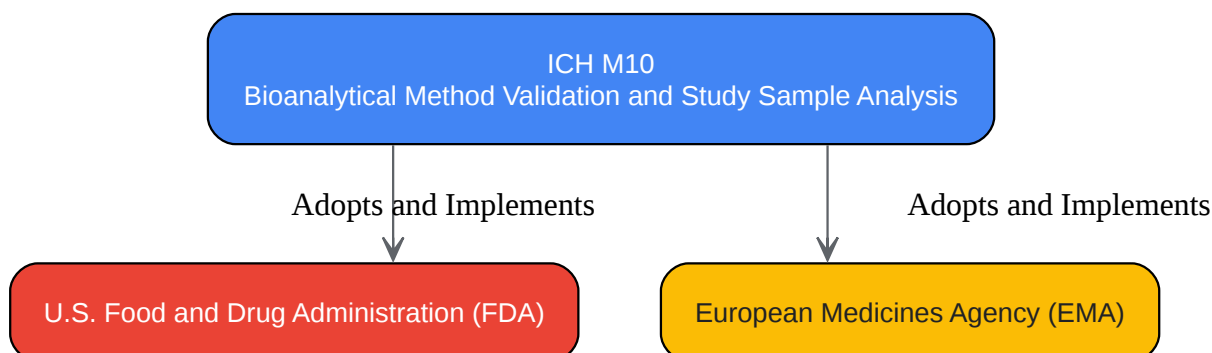 ICH M10
Bioanalytical Method Validation and Study Sample Analysis
Adopts and Implements
Adopts and Implements
U.S. Food and Drug Administration (FDA)
European Medicines Agency (EMA)